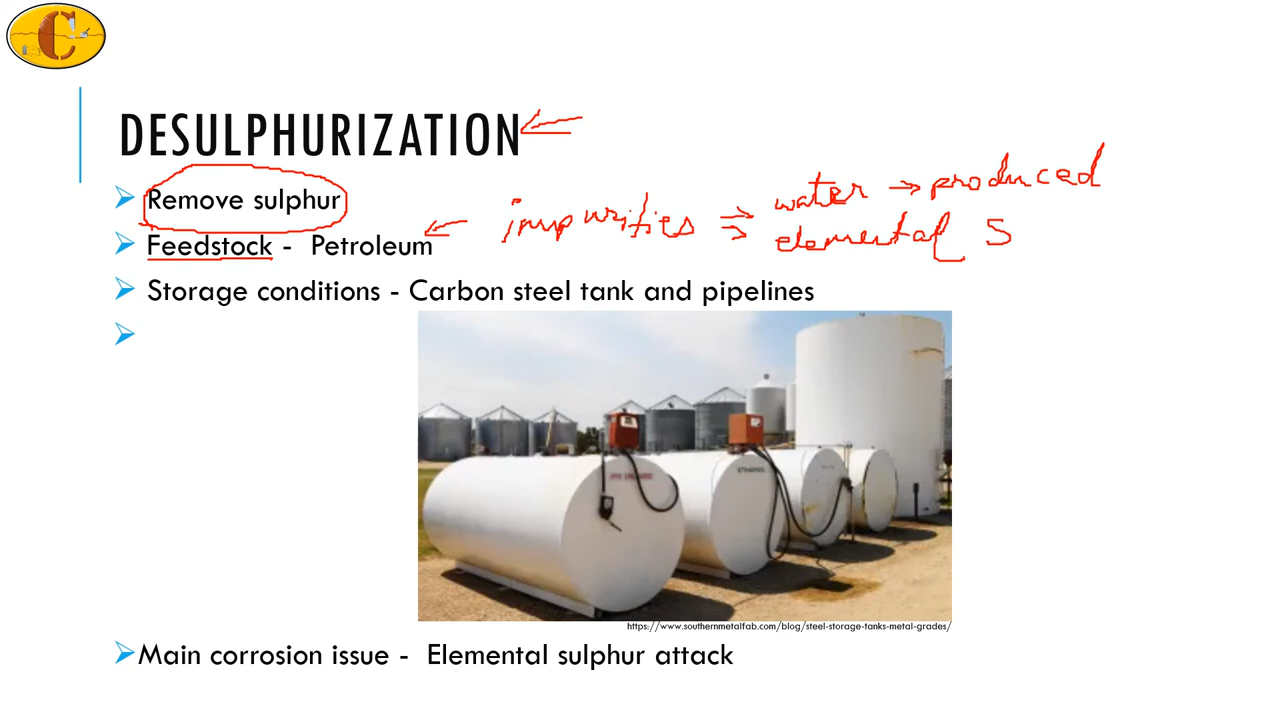 C
DESULPHURIZATION
Remove sulphur
water → produced
Feedstock - Petroleum
impurities ⇒ elemental S
Storage conditions - Carbon steel tank and pipelines
ETHANOL
https://www.southernmetalfab.com/blog/steel-storage-tanks-metal-grades/
Main corrosion issue - Elemental sulphur attack